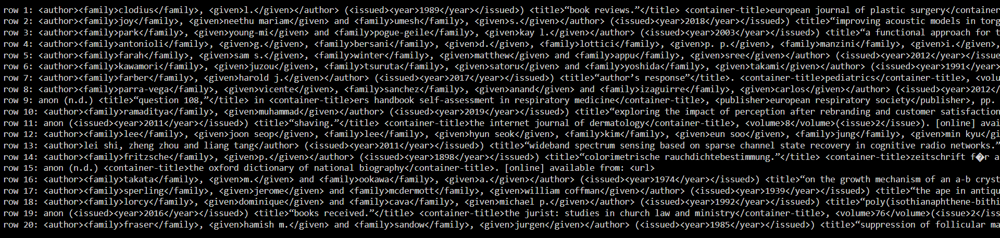 row 1: <author><family>clodius</family>, <given>l.</given></author> (<issued><year>1989</year></issued>) <title>“book reviews.”</title> <container-title>european journal of plastic surgery</container
row 2: <author><family>joy</family>, <given>neethu mariam</given> and <family>umesh</family>, <given>s.</given></author> (<issued><year>2018</year></issued>) <title>“improving acoustic models in torg
row 3: <author><family>park</family>, <given>young-mi</given> and <family>pogue-geile</family>, <given>kay l.</given></author> (<issued><year>2003</year></issued>) <title>“a functional approach for t
row 4: <author><family>antonioli</family>, <given>g.</given>, <family>bersani</family>, <given>d.</given>, <family>lottici</family>, <given>p. p.</given>, <family>manzini</family>, <given>i.</given>,
row 5: <author><family>farah</family>, <given>sam s.</given>, <family>winter</family>, <given>matthew</given> and <family>appu</family>, <given>sree</given></author> (<issued><year>2012</year></issue
row 6: <author><family>kawamori</family>, <given>juzou</given>, <family>tsuruta</family>, <given>satoru</given> and <family>yoshida</family>, <given>takami</given></author> (<issued><year>1991</year>
row 7: <author><family>farber</family>, <given>harold j.</given></author> (<issued><year>2017</year></issued>) <title>“author’s response”</title>. <container-title>pediatrics</container-title>, <volu
row 8: <author><family>parra-vega</family>, <given>vicente</given>, <family>sanchez</family>, <given>anand</given> and <family>izaguirre</family>, <given>carlos</given></author> (<issued><year>2012</
row 9: anon (n.d.) <title>“question 108,”</title> in <container-title>ers handbook self-assessment in respiratory medicine</container-title>, <publisher>european respiratory society</publisher>, pp.
row 10: <author><family>ramaditya</family>, <given>muhammad</given></author> (<issued><year>2019</year></issued>) <title>“exploring the impact of perception after rebranding and customer satisfaction
row 11: anon (<issued><year>2011</year></issued>) <title>“shaving.”</title> <container-title>the internet journal of dermatology</container-title>, <volume>8</volume>(<issue>2</issue>). [online] avai
row 12: <author><family>lee</family>, <given>joon seop</given>, <family>lee</family>, <given>hyun seok</given>, <family>kim</family>, <given>eun soo</given>, <family>jung</family>, <given>min kyu</gi
row 13: <author>lei shi, zheng zhou and liang tang</author> (<issued><year>2011</year></issued>) <title>“wideband spectrum sensing based on sparse channel state recovery in cognitive radio networks.”
row 14: <author><family>fritzsche</family>, <given>p.</given></author> (<issued><year>1898</year></issued>) <title>“colorimetrische rauchdichtebestimmung.”</title> <container-title>zeitschrift f�r a
row 15: anon (n.d.) <container-title>the oxford dictionary of national biography</container-title>. [online] available from: <url>
row 16: <author><family>takata</family>, <given>m.</given> and <family>ookawa</family>, <given>a.</given></author> (<issued><year>1974</year></issued>) <title>“on the growth mechanism of an a-b cryst
row 17: <author><family>sperling</family>, <given>jerome</given> and <family>mcdermott</family>, <given>william coffman</given></author> (<issued><year>1939</year></issued>) <title>“the ape in antiqu
row 18: <author><family>lorcy</family>, <given>dominique</given> and <family>cava</family>, <given>michael p.</given></author> (<issued><year>1992</year></issued>) <title>“poly(isothianaphthene-bithi
row 19: anon (<issued><year>2016</year></issued>) <title>“books received.”</title> <container-title>the jurist: studies in church law and ministry</container-title>, <volume>76</volume>(<issue>2</iss
row 20: <author><family>fraser</family>, <given>hamish m.</given> and <family>sandow</family>, <given>jurgen</given></author> (<issued><year>1985</year></issued>) <title>“suppression of follicular ma